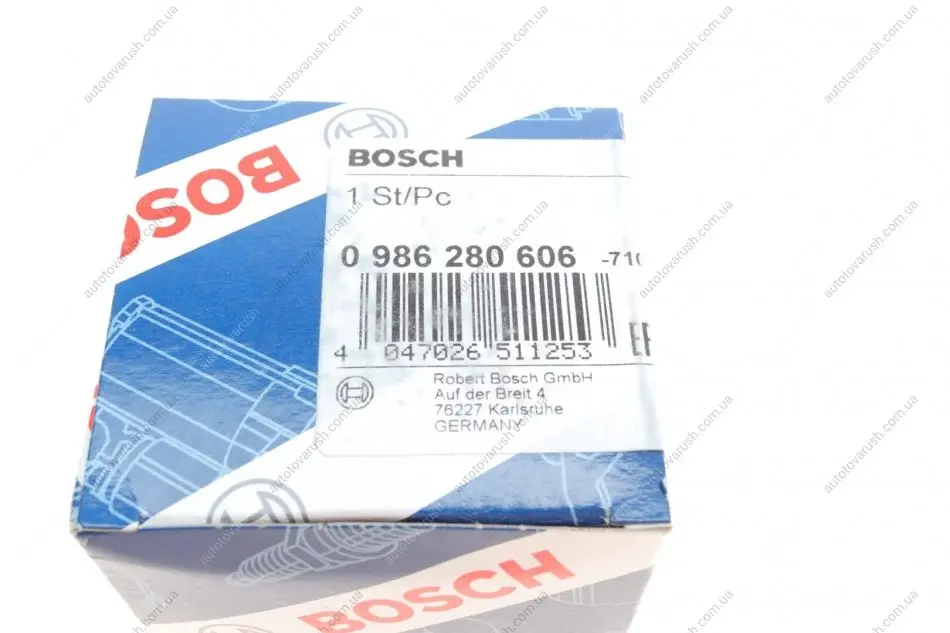 BOSCH
BOSCH
1 St/Pc
0 986 280 606 -710
4 047026 511253
Robert Bosch GmbH
Auf der Breit 4
76227 Karlsruhe
GERMANY
BOSCH
autotovarush.com.ua